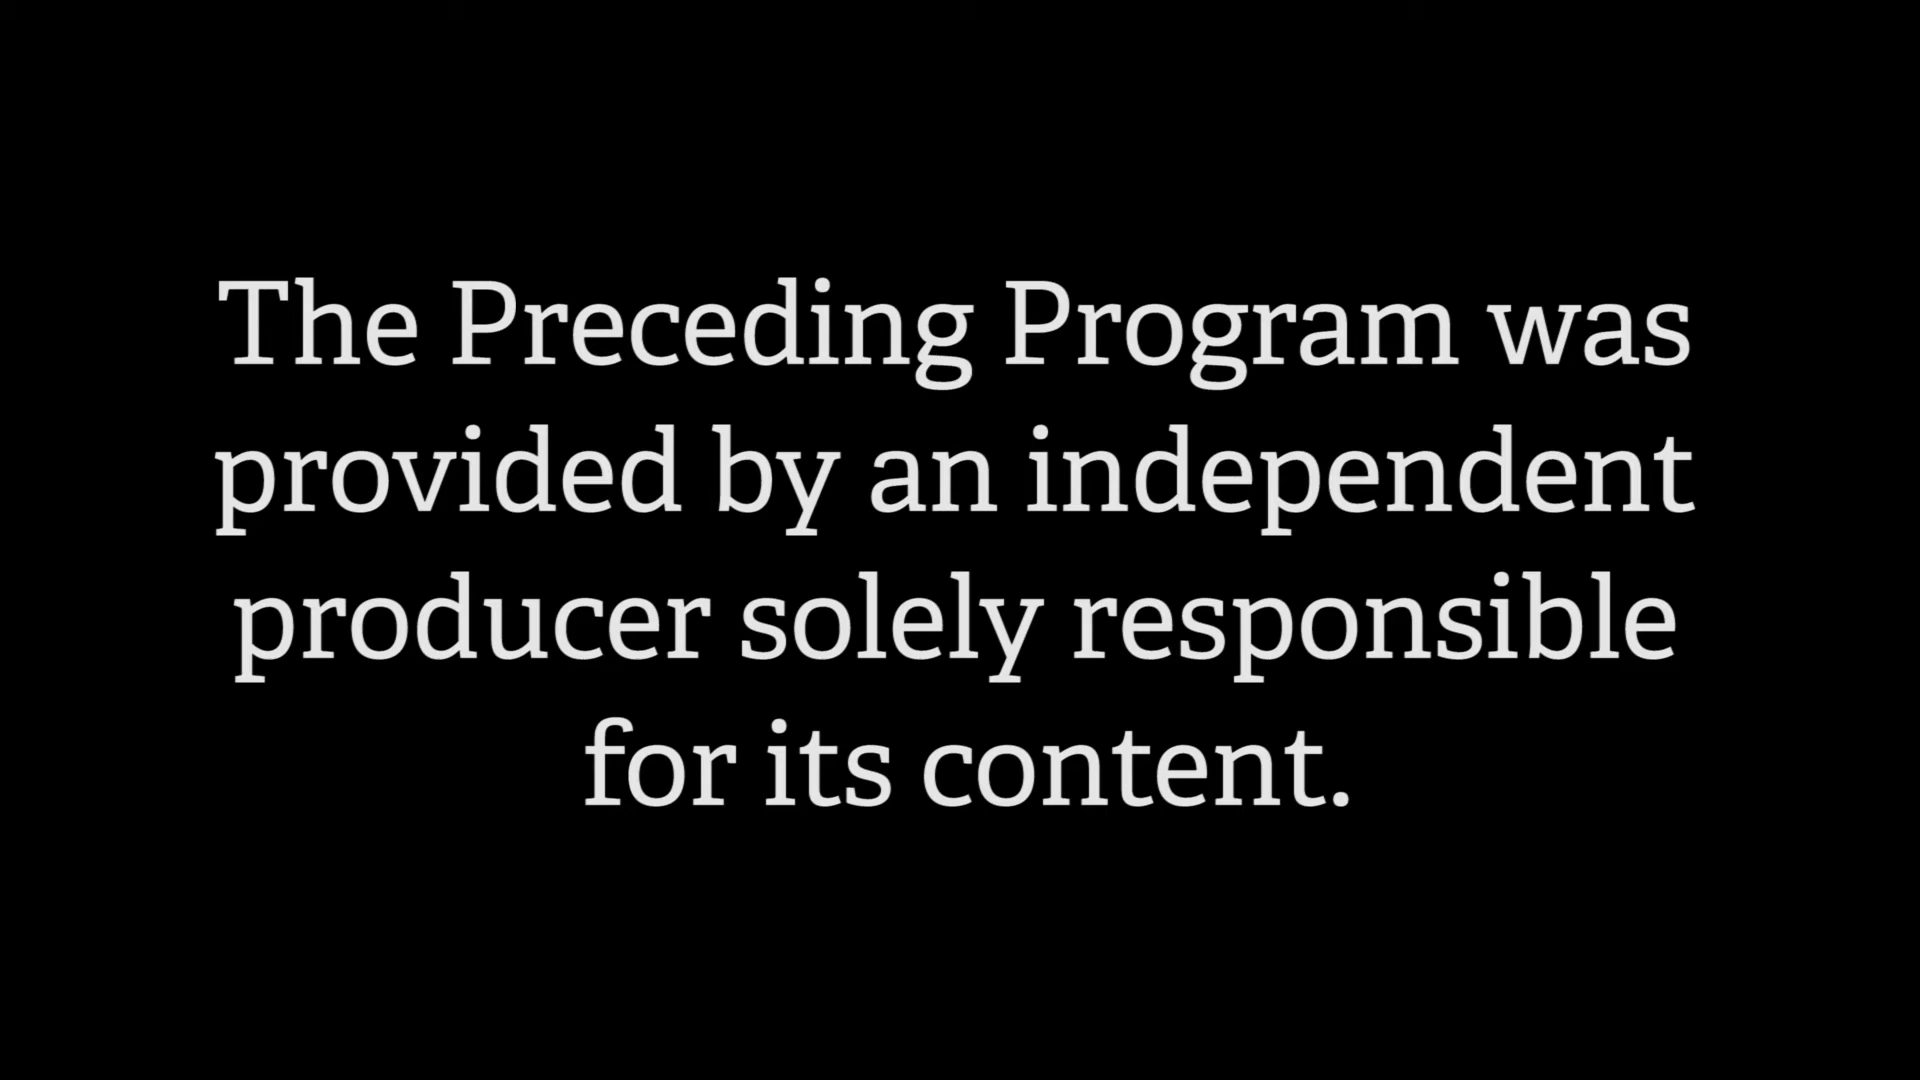 The Preceding Program was
provided by an independent
producer solely responsible
for its content.